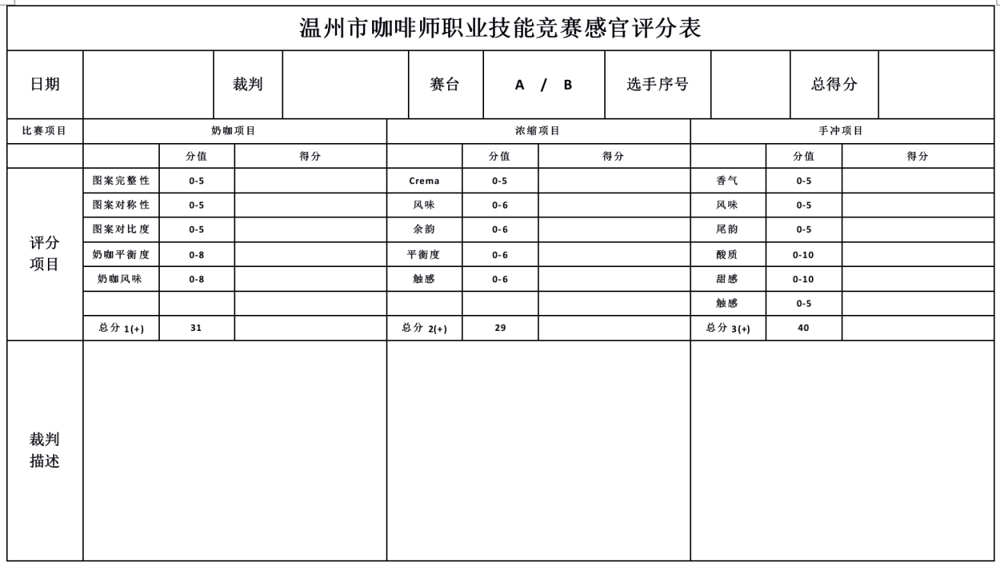 温州市咖啡师职业技能竞赛感官评分表
日期 裁判 赛台 A / B 选手序号 总得分
比赛项目 奶咖项目 浓缩项目 手冲项目
分值 得分 分值 得分 分值 得分
图案完整性 0-5 Crema 0-5 香气 0-5
图案对称性 0-5 风味 0-6 风味 0-5
图案对比度 0-5 余韵 0-6 尾韵 0-5
评分
项目
奶咖平衡度 0-8 平衡度 0-6 酸质 0-10
奶咖风味 0-8 触感 0-6 甜感 0-10
触感 0-5
总分 1(+) 31 总分 2(+) 29 总分 3(+) 40
裁判
描述